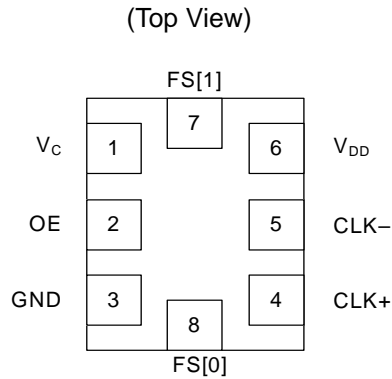 (Top View)
FS[1]
7
V_C 1 6 V_DD
OE 2 5 CLK–
GND 3 4 CLK+
8
FS[0]